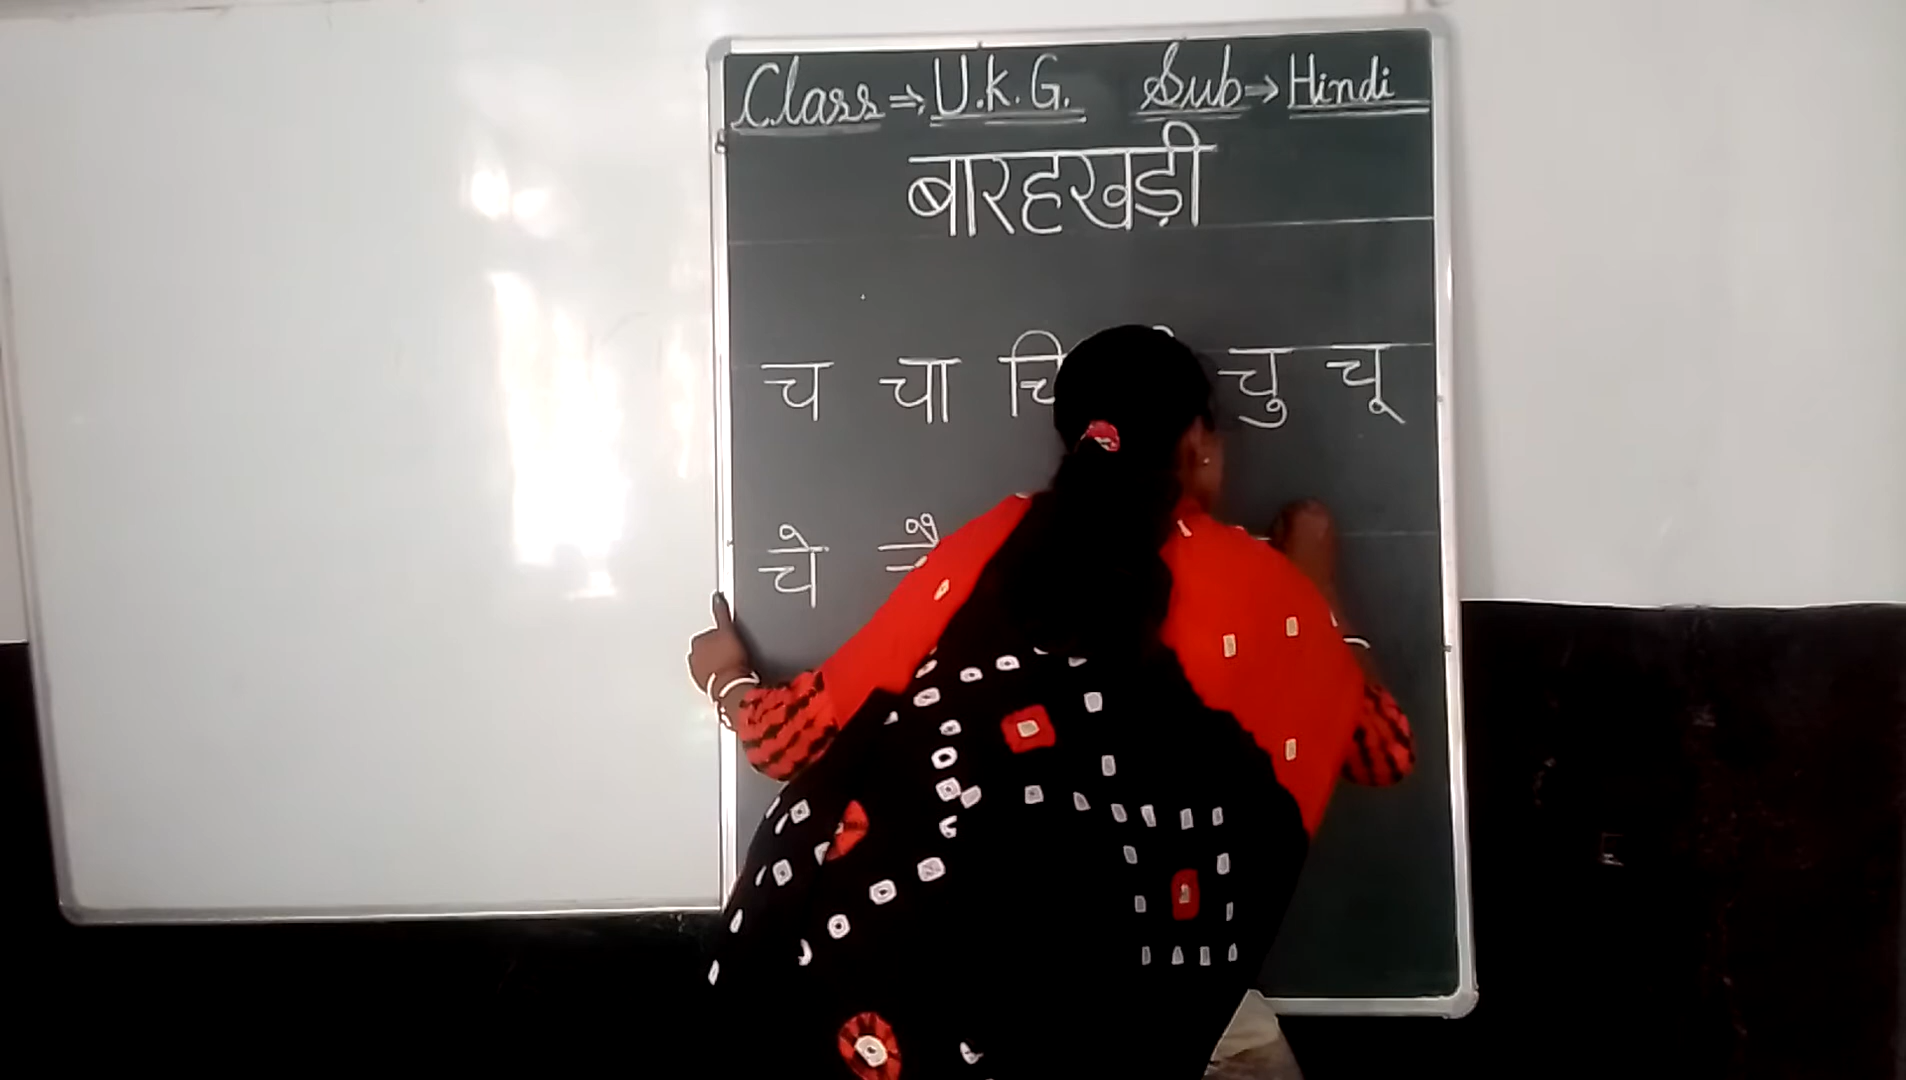 Class ⇒ U.K.G. Sub → Hindi
बारहखड़ी
च चा चि चु चू
चे चै